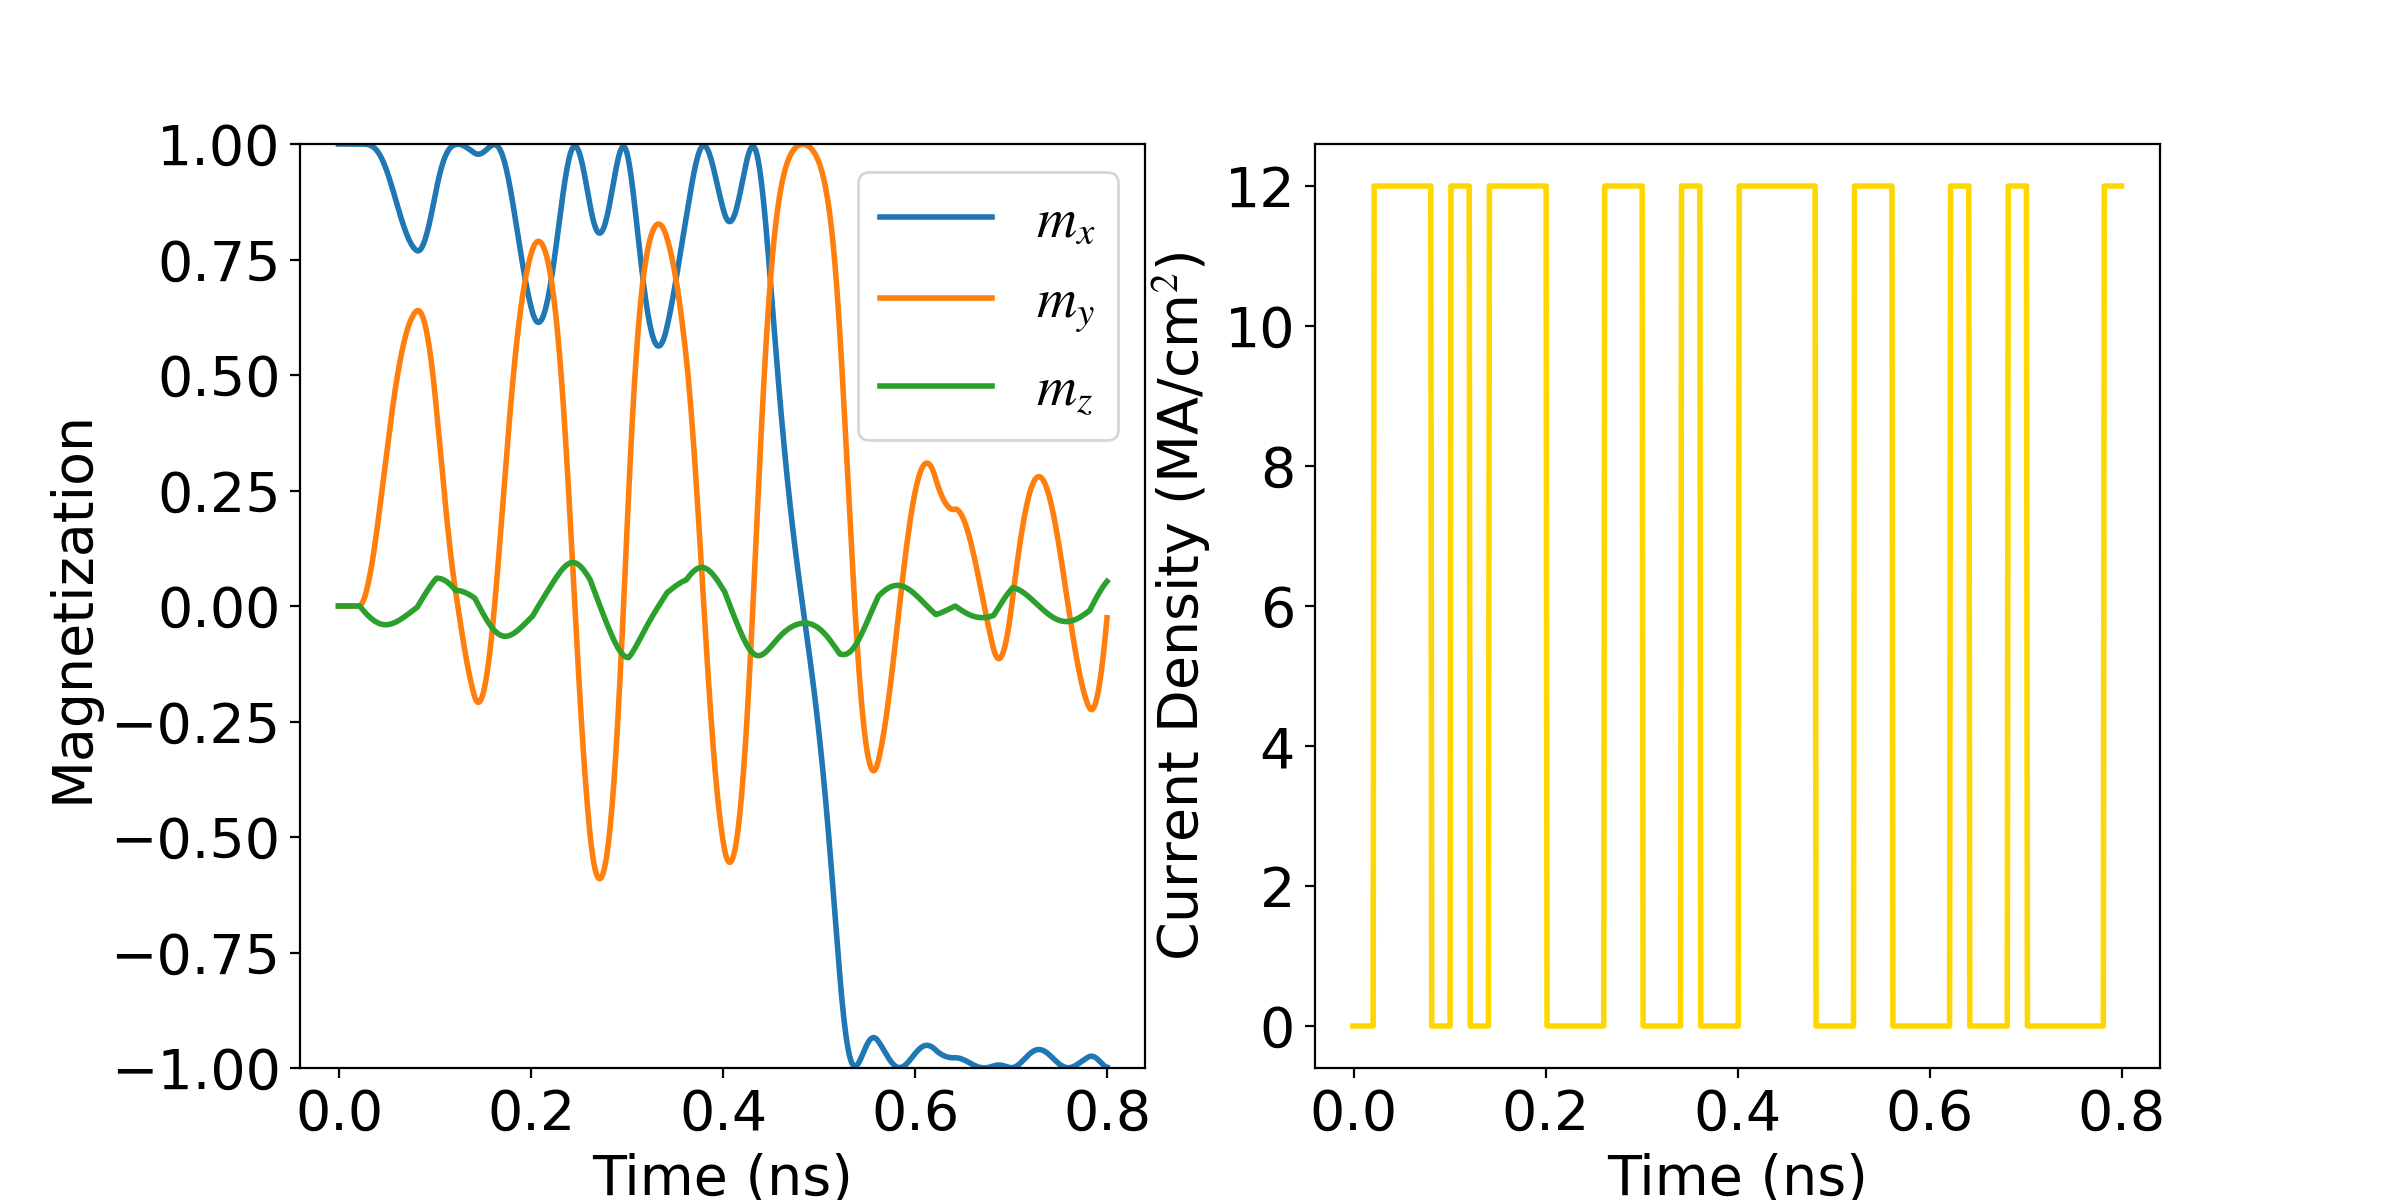 Magnetization
1.00
0.75
0.50
0.25
0.00
−0.25
−0.50
−0.75
−1.00
0.0 0.2 0.4 0.6 0.8
Time (ns)
m_x
m_y
m_z
Current Density (MA/cm²)
12
10
8
6
4
2
0
0.0 0.2 0.4 0.6 0.8
Time (ns)